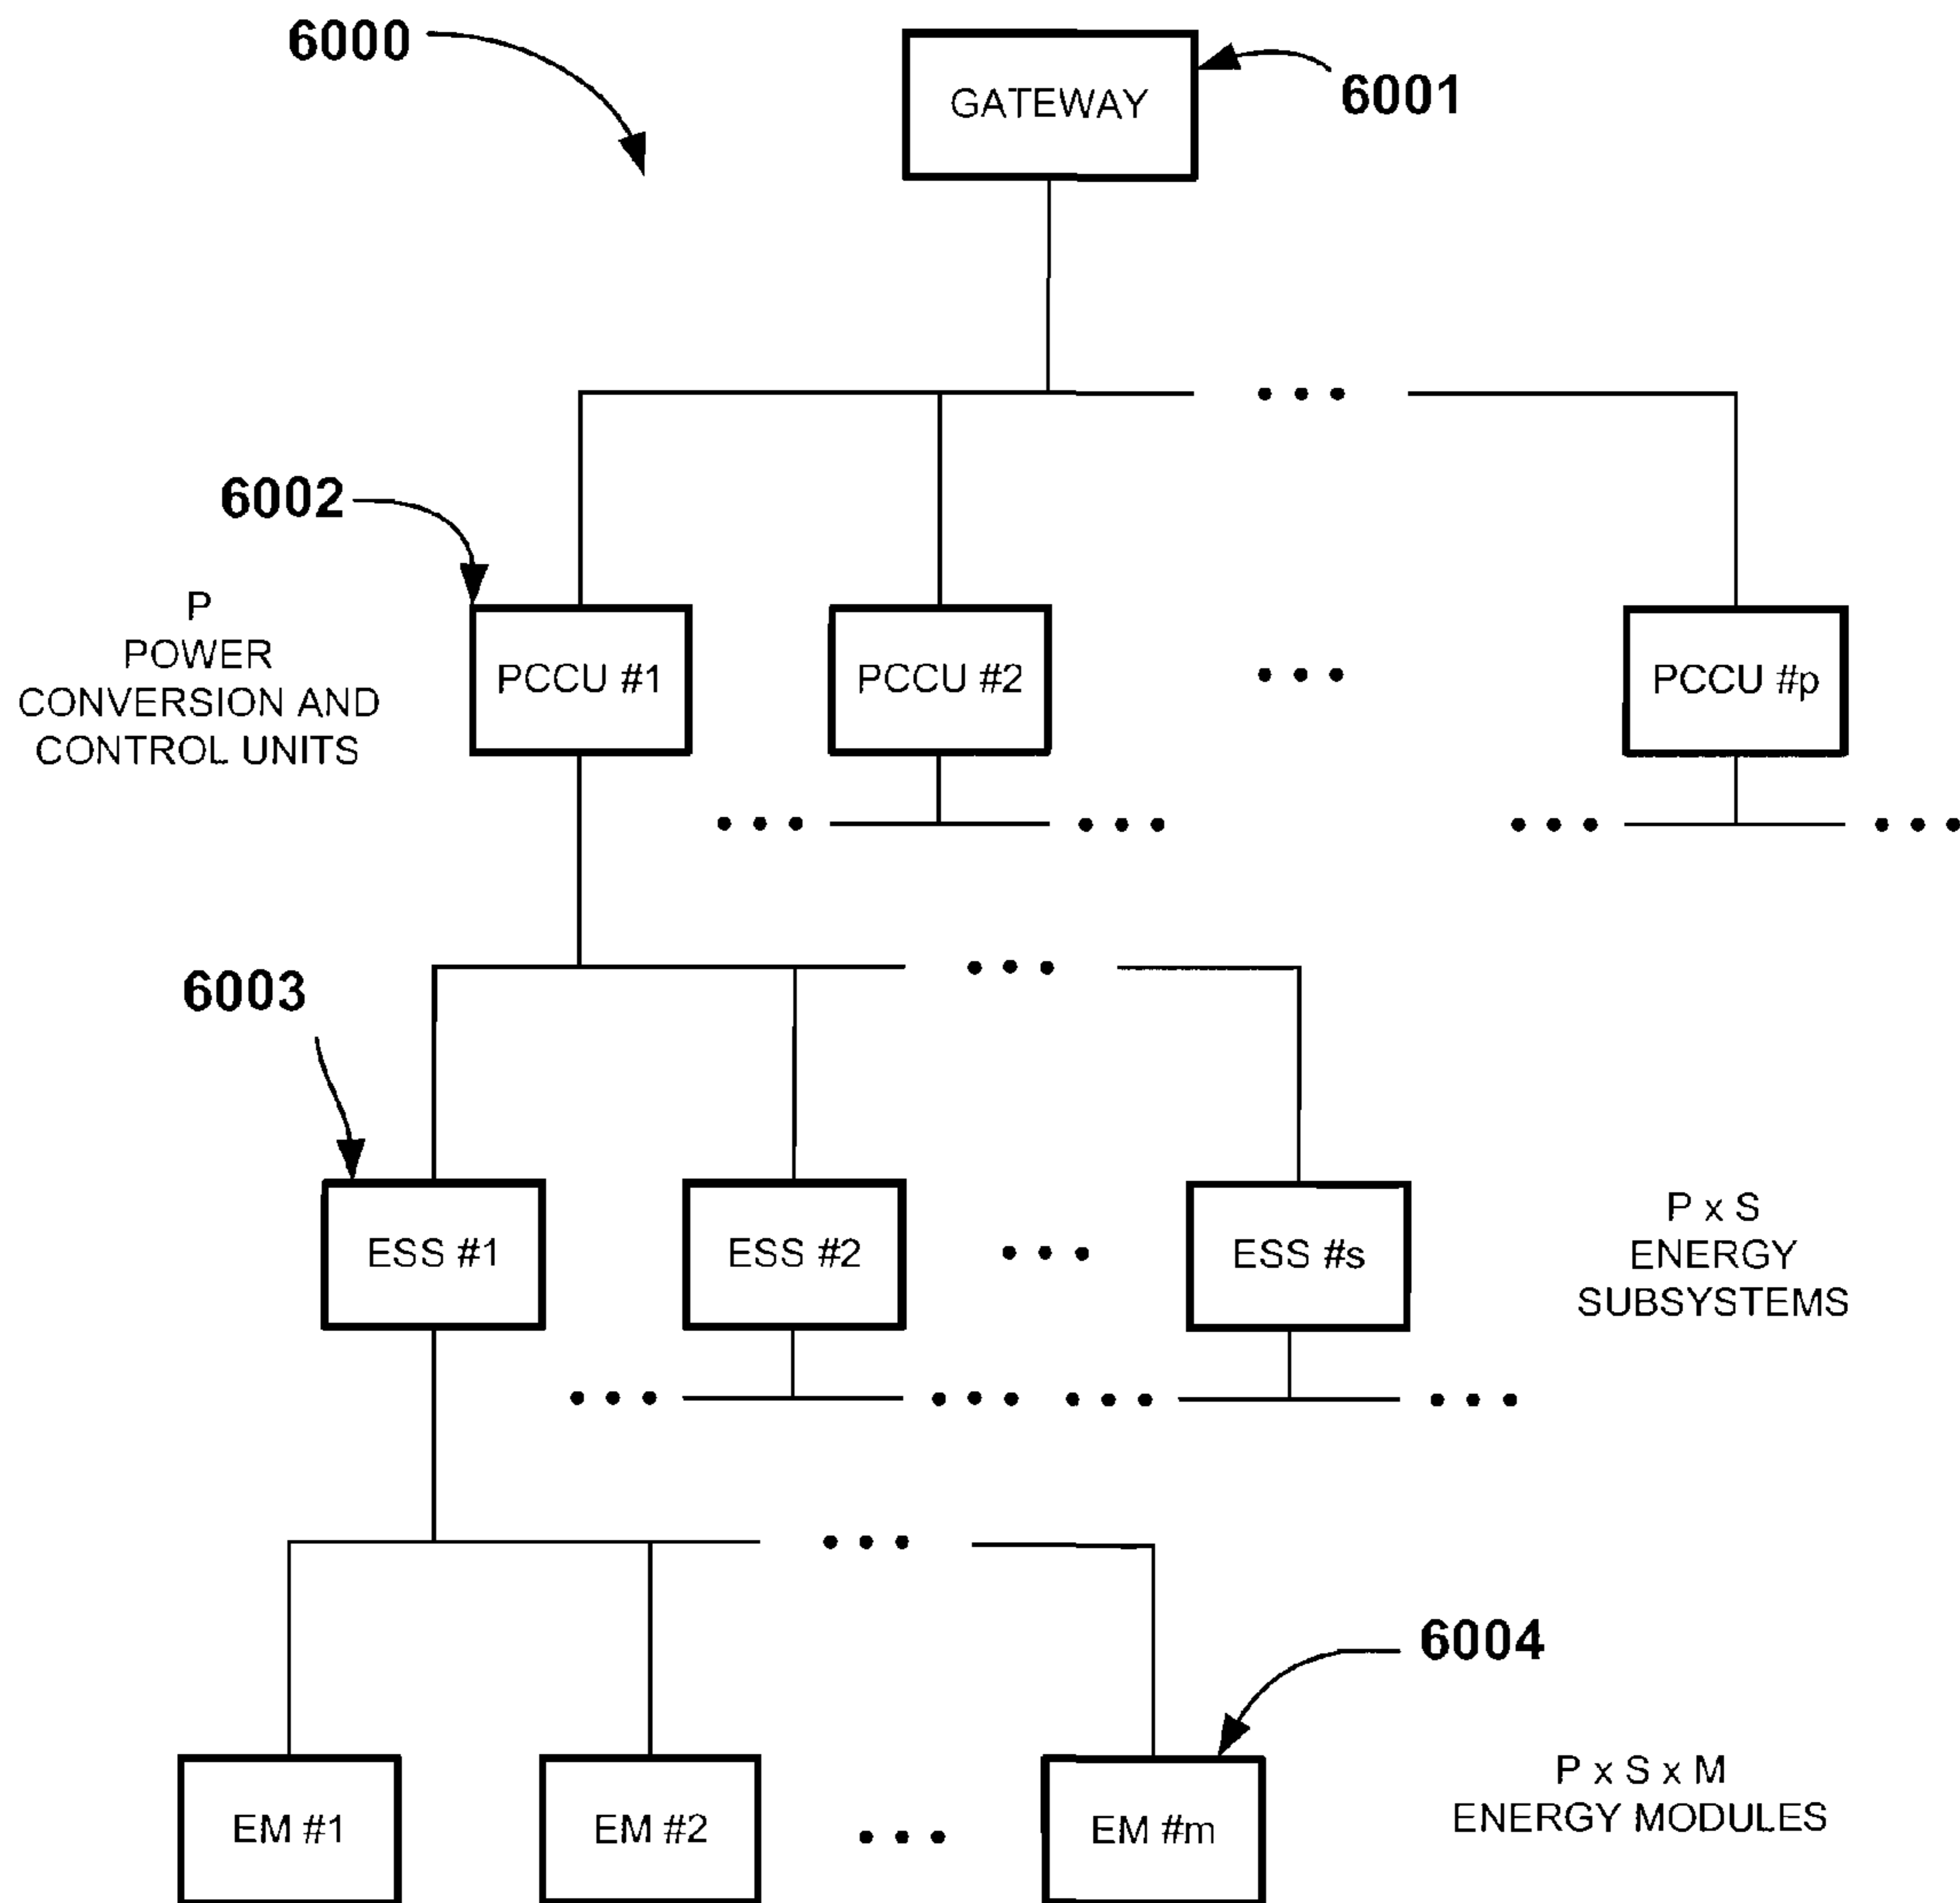 6000
GATEWAY
6001
6002
P
POWER
CONVERSION AND
CONTROL UNITS
PCCU #1
PCCU #2
PCCU #p
6003
ESS #1
ESS #2
ESS #s
P x S
ENERGY
SUBSYSTEMS
6004
EM #1
EM #2
EM #m
P x S x M
ENERGY MODULES